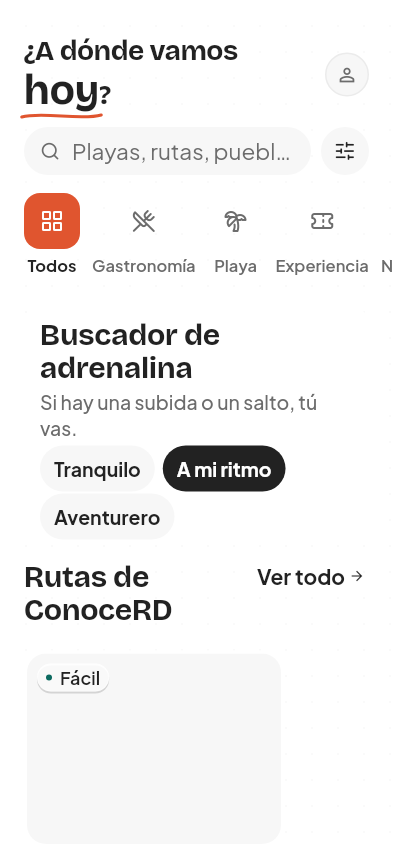 ¿A dónde vamos
hoy?
Playas, rutas, puebl...
Todos Gastronomía Playa Experiencia N
Buscador de
adrenalina
Si hay una subida o un salto, tú
vas.
Tranquilo A mi ritmo
Aventurero
Rutas de
ConoceRD
Ver todo →
Fácil